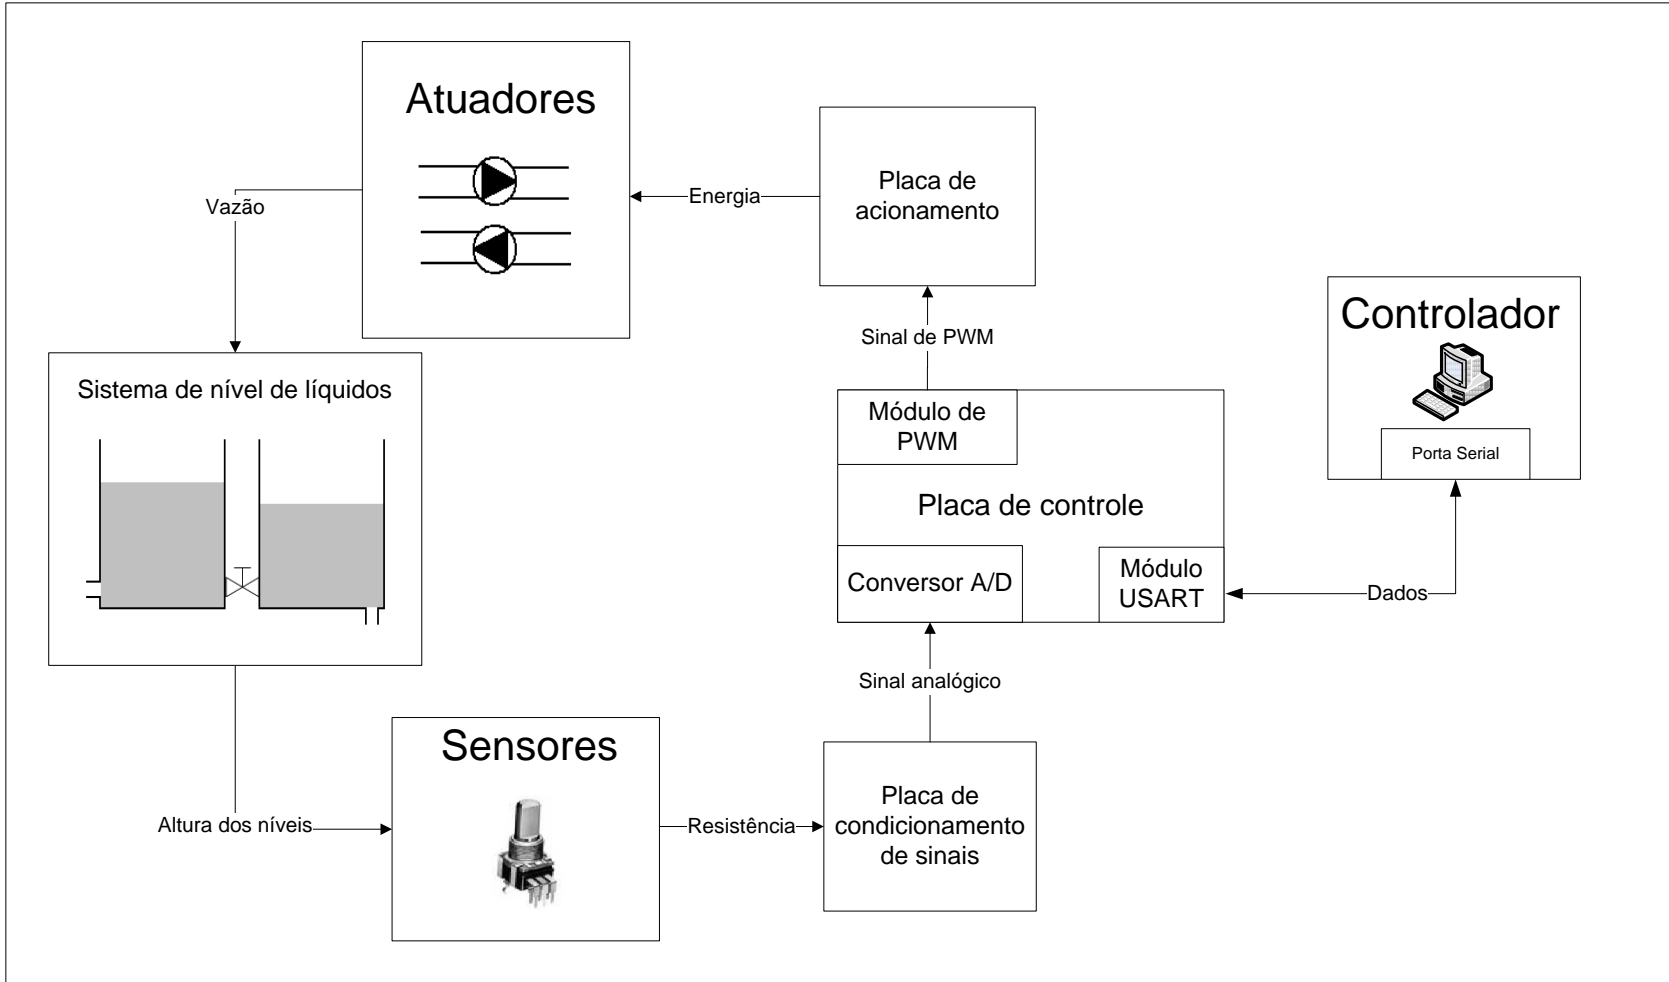 Atuadores
Placa de
acionamento
Energia
Vazão
Controlador
Porta Serial
Sinal de PWM
Sistema de nível de líquidos
Módulo de
PWM
Placa de controle
Conversor A/D
Módulo
USART
Dados
Sinal analógico
Sensores
Altura dos níveis
Resistência
Placa de
condicionamento
de sinais